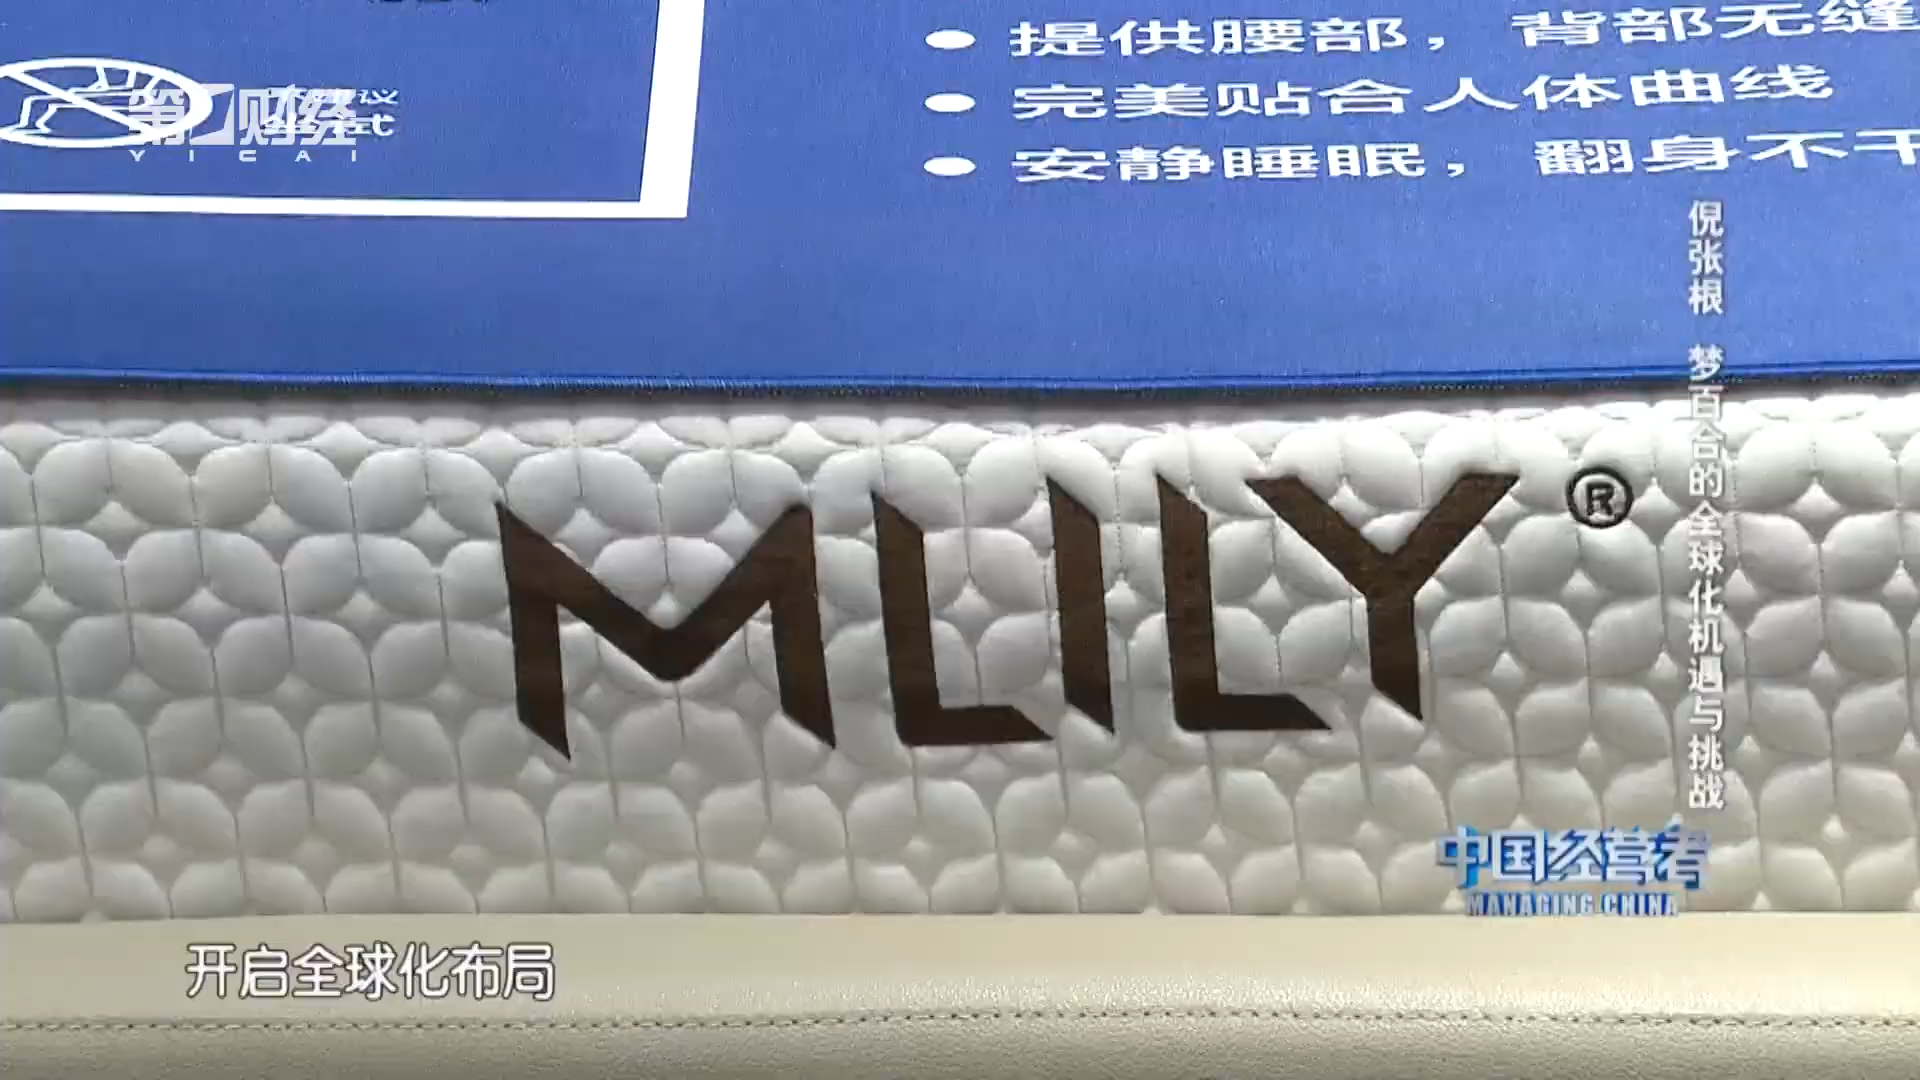 提供腰部，背部无缝
完美贴合人体曲线
安静睡眠，翻身不干
第一财经
YICAI
倪张根 梦百合的全球化机遇与挑战
MLILY®
中国经营者
MANAGING CHINA
开启全球化布局